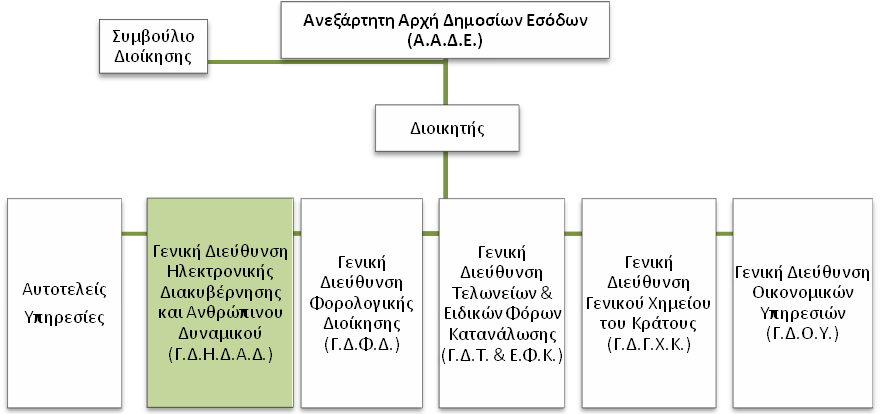 Ανεξάρτητη Αρχή Δημοσίων Εσόδων
(Α.Α.Δ.Ε.)
Συμβούλιο
Διοίκησης
Διοικητής
Αυτοτελείς
Υπηρεσίες
Γενική Διεύθυνση
Ηλεκτρονικής
Διακυβέρνησης
και Ανθρώπινου
Δυναμικού
(Γ.Δ.Η.Δ.Α.Δ.)
Γενική
Διεύθυνση
Φορολογικής
Διοίκησης
(Γ.Δ.Φ.Δ.)
Γενική
Διεύθυνση
Τελωνείων &
Ειδικών Φόρων
Κατανάλωσης
(Γ.Δ.Τ. & Ε.Φ.Κ.)
Γενική
Διεύθυνση
Γενικού Χημείου
του Κράτους
(Γ.Δ.Γ.Χ.Κ.)
Γενική Διεύθυνση
Οικονομικών
Υπηρεσιών
(Γ.Δ.Ο.Υ.)